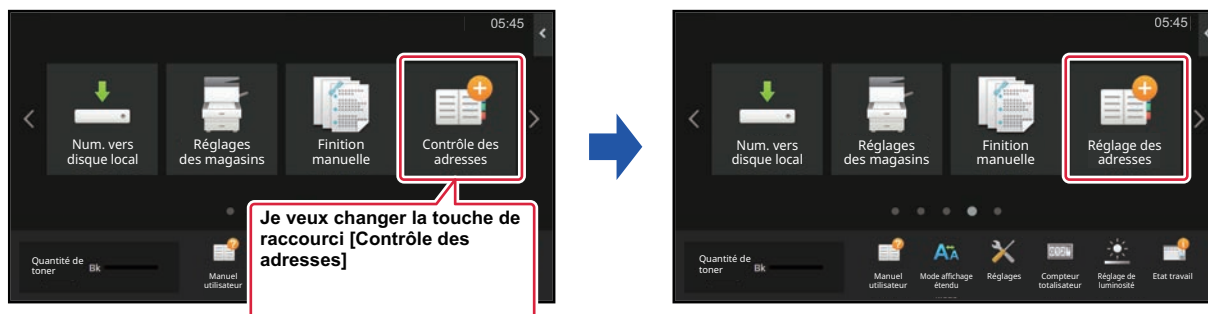 05:45
Num. vers
disque local
Réglages
des magasins
Finition
manuelle
Contrôle des
adresses
Je veux changer la touche de
raccourci [Contrôle des
adresses]
Quantité de
toner
Bk
Manuel
utilisateur
05:45
Num. vers
disque local
Réglages
des magasins
Finition
manuelle
Réglage des
adresses
Quantité de
toner
Bk
Manuel
utilisateur
Mode affichage
étendu
Réglages
Compteur
totalisateur
Réglage de
luminosité
Etat travail